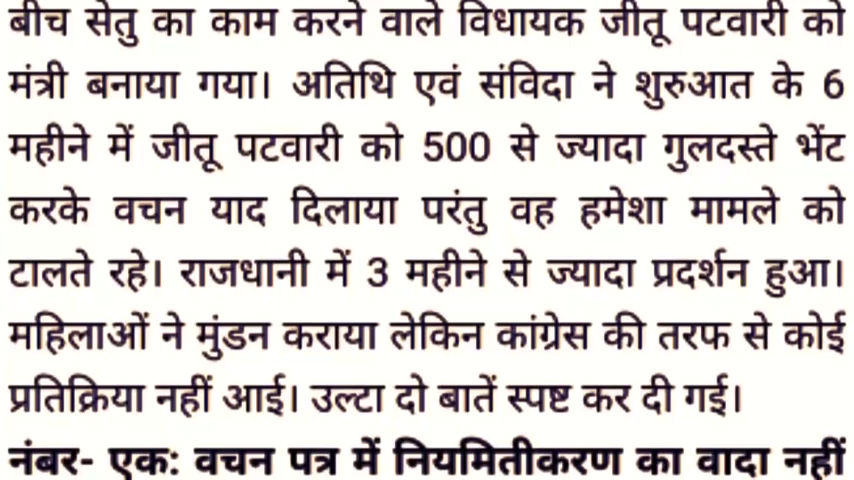 बीच सेतु का काम करने वाले विधायक जीतू पटवारी को
मंत्री बनाया गया। अतिथि एवं संविदा ने शुरुआत के 6
महीने में जीतू पटवारी को 500 से ज्यादा गुलदस्ते भेंट
करके वचन याद दिलाया परंतु वह हमेशा मामले को
टालते रहे। राजधानी में 3 महीने से ज्यादा प्रदर्शन हुआ।
महिलाओं ने मुंडन कराया लेकिन कांग्रेस की तरफ से कोई
प्रतिक्रिया नहीं आई। उल्टा दो बातें स्पष्ट कर दी गई।
नंबर- एक: वचन पत्र में नियमितीकरण का वादा नहीं